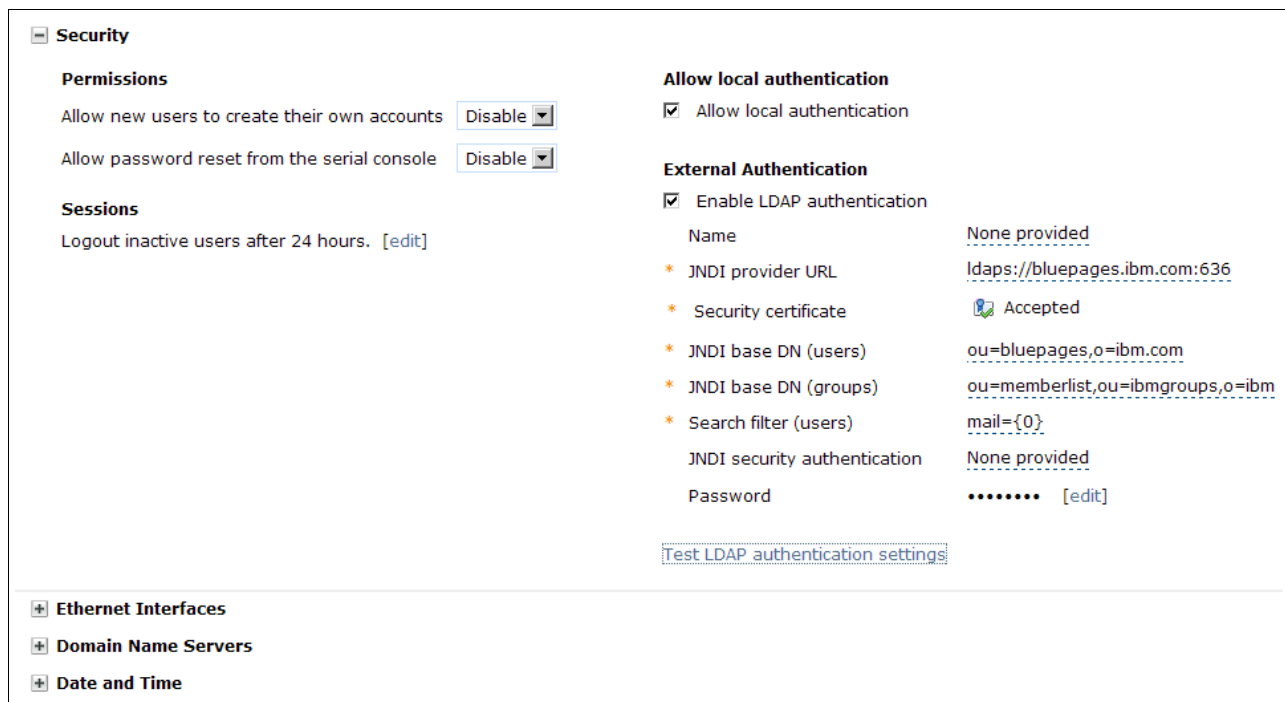 Security
Permissions
Allow new users to create their own accounts Disable
Allow password reset from the serial console Disable
Sessions
Logout inactive users after 24 hours. [edit]
Allow local authentication
Allow local authentication
External Authentication
Enable LDAP authentication
Name None provided
* JNDI provider URL ldaps://bluepages.ibm.com:636
* Security certificate Accepted
* JNDI base DN (users) ou=bluepages,o=ibm.com
* JNDI base DN (groups) ou=memberlist,ou=ibmgroups,o=ibm
* Search filter (users) mail={0}
JNDI security authentication None provided
Password •••••••• [edit]
Test LDAP authentication settings
Ethernet Interfaces
Domain Name Servers
Date and Time